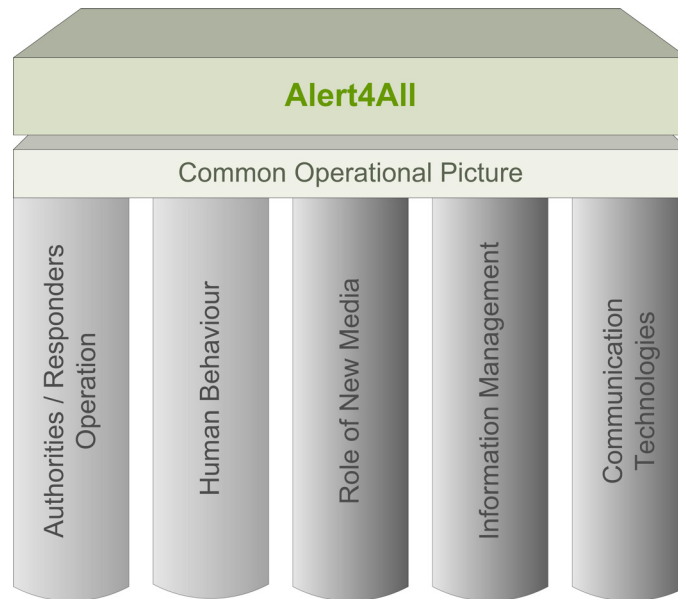 Alert4All
Common Operational Picture
Authorities / Responders
Operation
Human Behaviour
Role of New Media
Information Management
Communication
Technologies